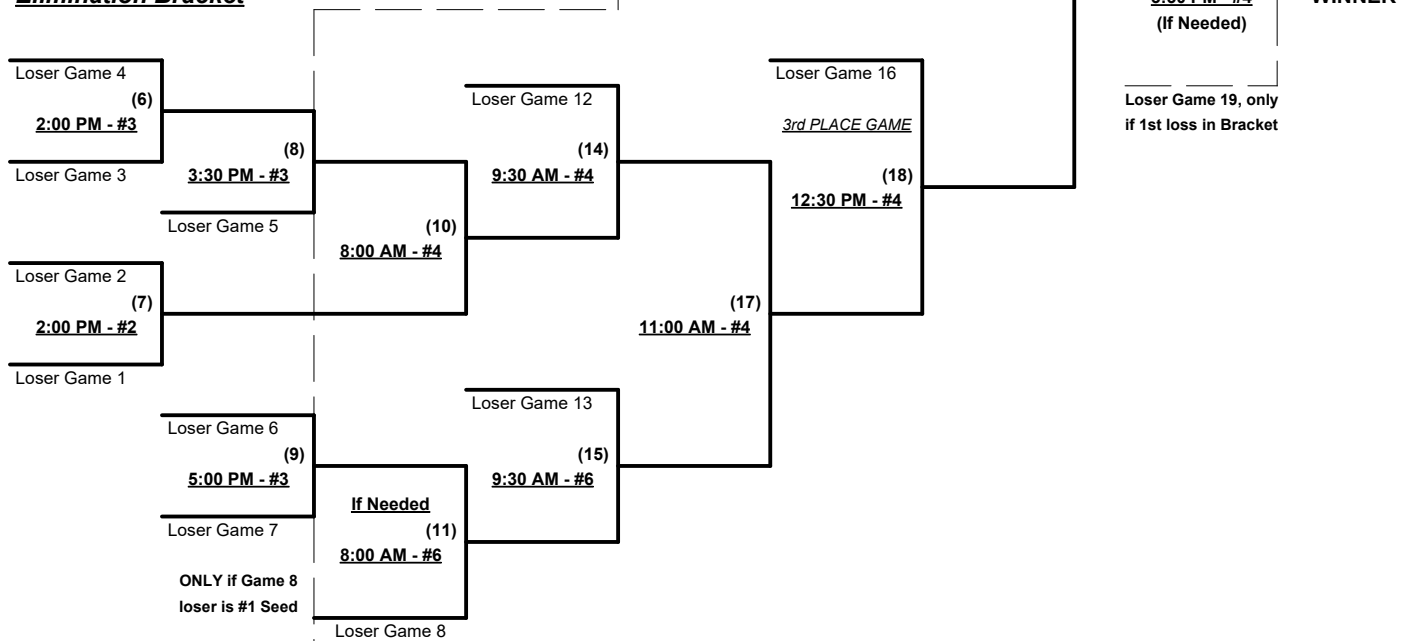 Elimination Bracket
WINNER
(If Needed)
Loser Game 4
(6)
2:00 PM - #3
Loser Game 3
(8)
3:30 PM - #3
Loser Game 5
Loser Game 12
(14)
9:30 AM - #4
(10)
8:00 AM - #4
Loser Game 16
3rd PLACE GAME
(18)
12:30 PM - #4
Loser Game 19, only
if 1st loss in Bracket
Loser Game 2
(7)
2:00 PM - #2
Loser Game 1
(17)
11:00 AM - #4
Loser Game 6
(9)
5:00 PM - #3
Loser Game 7
Loser Game 13
(15)
9:30 AM - #6
If Needed
(11)
8:00 AM - #6
ONLY if Game 8
loser is #1 Seed
Loser Game 8